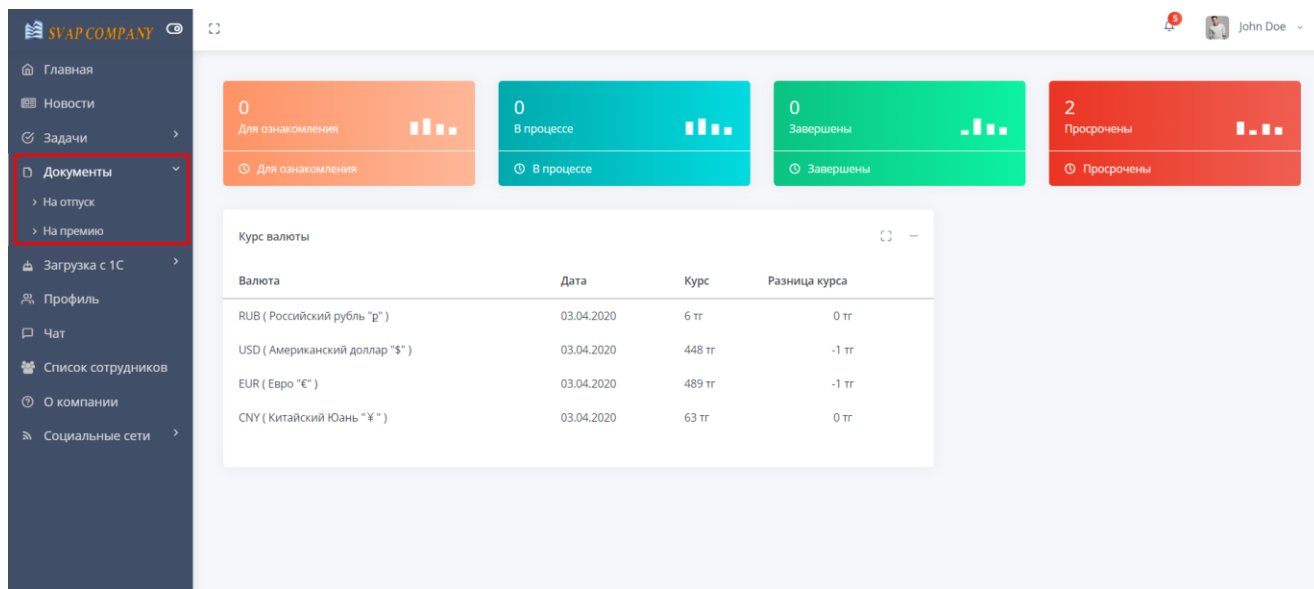 SVAP COMPANY
5
John Doe
Главная
Новости
Задачи
Документы
На отпуск
На премию
Загрузка с 1С
Профиль
Чат
Список сотрудников
О компании
Социальные сети
0
Для ознакомления
Для ознакомления
0
В процессе
В процессе
0
Завершены
Завершены
2
Просрочены
Просрочены
Курс валюты
Валюта Дата Курс Разница курса
RUB ( Российский рубль "р" ) 03.04.2020 6 тг 0 тг
USD ( Американский доллар "$" ) 03.04.2020 448 тг -1 тг
EUR ( Евро "€" ) 03.04.2020 489 тг -1 тг
CNY ( Китайский Юань "¥ " ) 03.04.2020 63 тг 0 тг